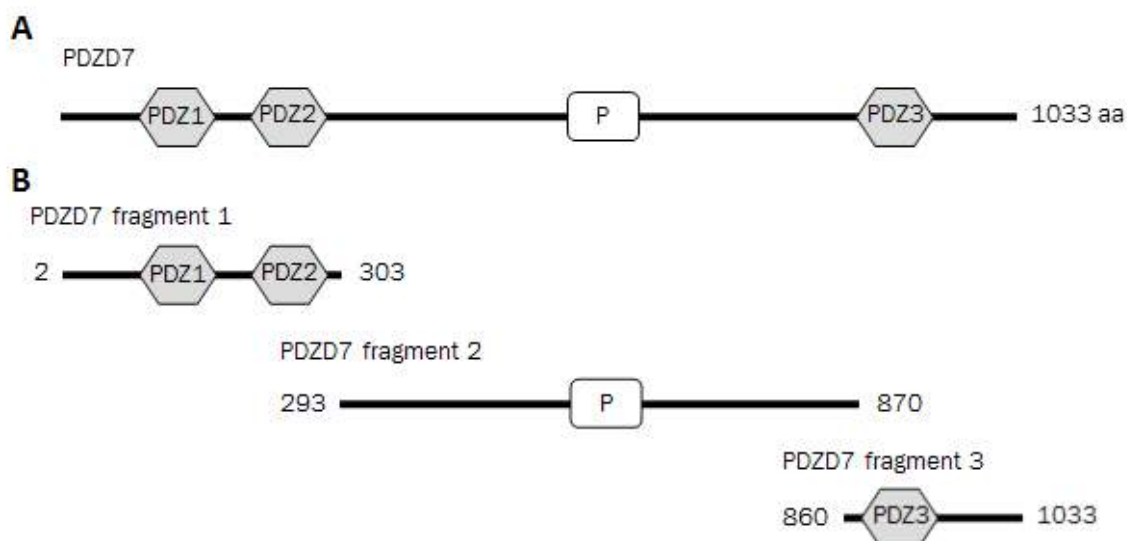 A
PDZD7
PDZ1 PDZ2 P PDZ3 1033 aa
B
PDZD7 fragment 1
2 PDZ1 PDZ2 303
PDZD7 fragment 2
293 P 870
PDZD7 fragment 3
860 PDZ3 1033